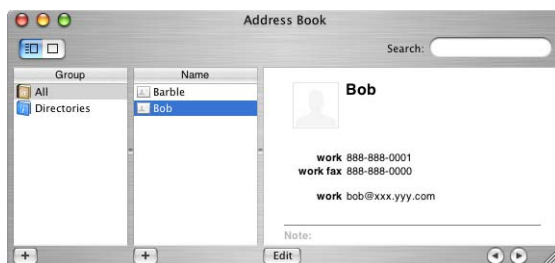 Address Book
Search:
Group
Name
All
Directories
Barble
Bob
Bob
work 888-888-0001
work fax 888-888-0000
work bob@xxx.yyy.com
Note:
Edit